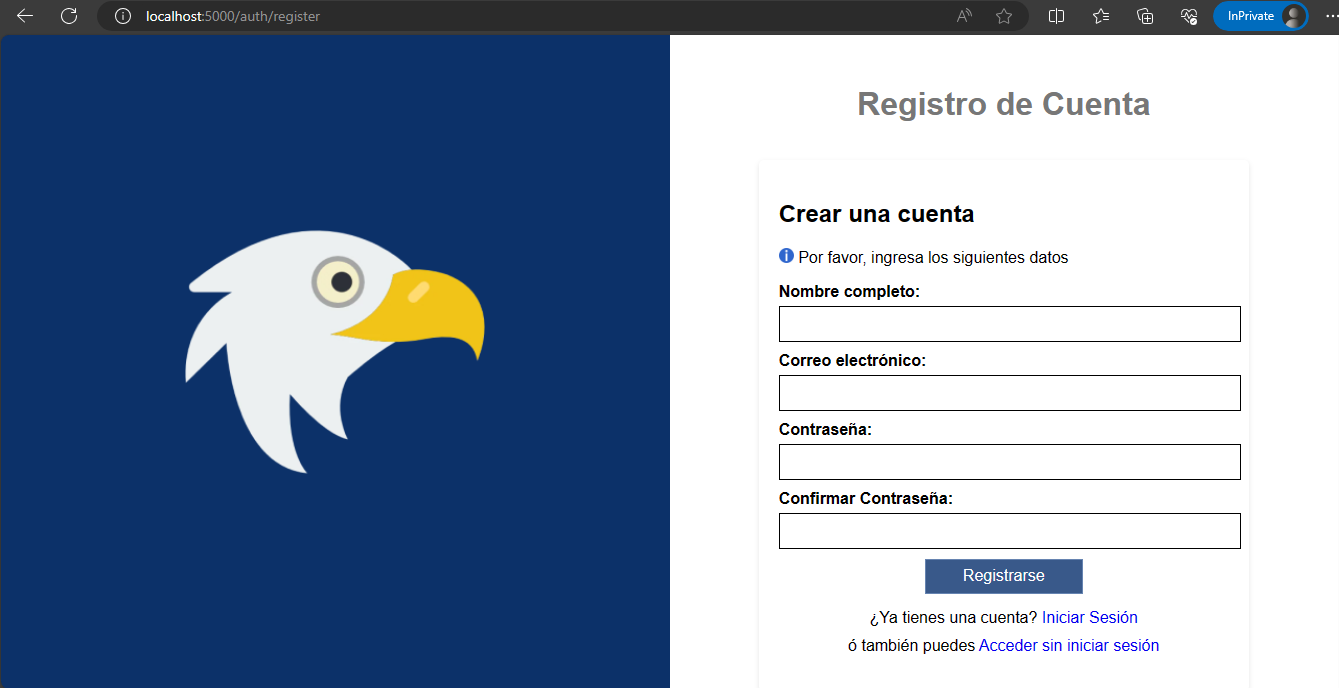 localhost:5000/auth/register
InPrivate
Registro de Cuenta
Crear una cuenta
Por favor, ingresa los siguientes datos
Nombre completo:
Correo electrónico:
Contraseña:
Confirmar Contraseña:
Registrarse
¿Ya tienes una cuenta? Iniciar Sesión
ó también puedes Acceder sin iniciar sesión